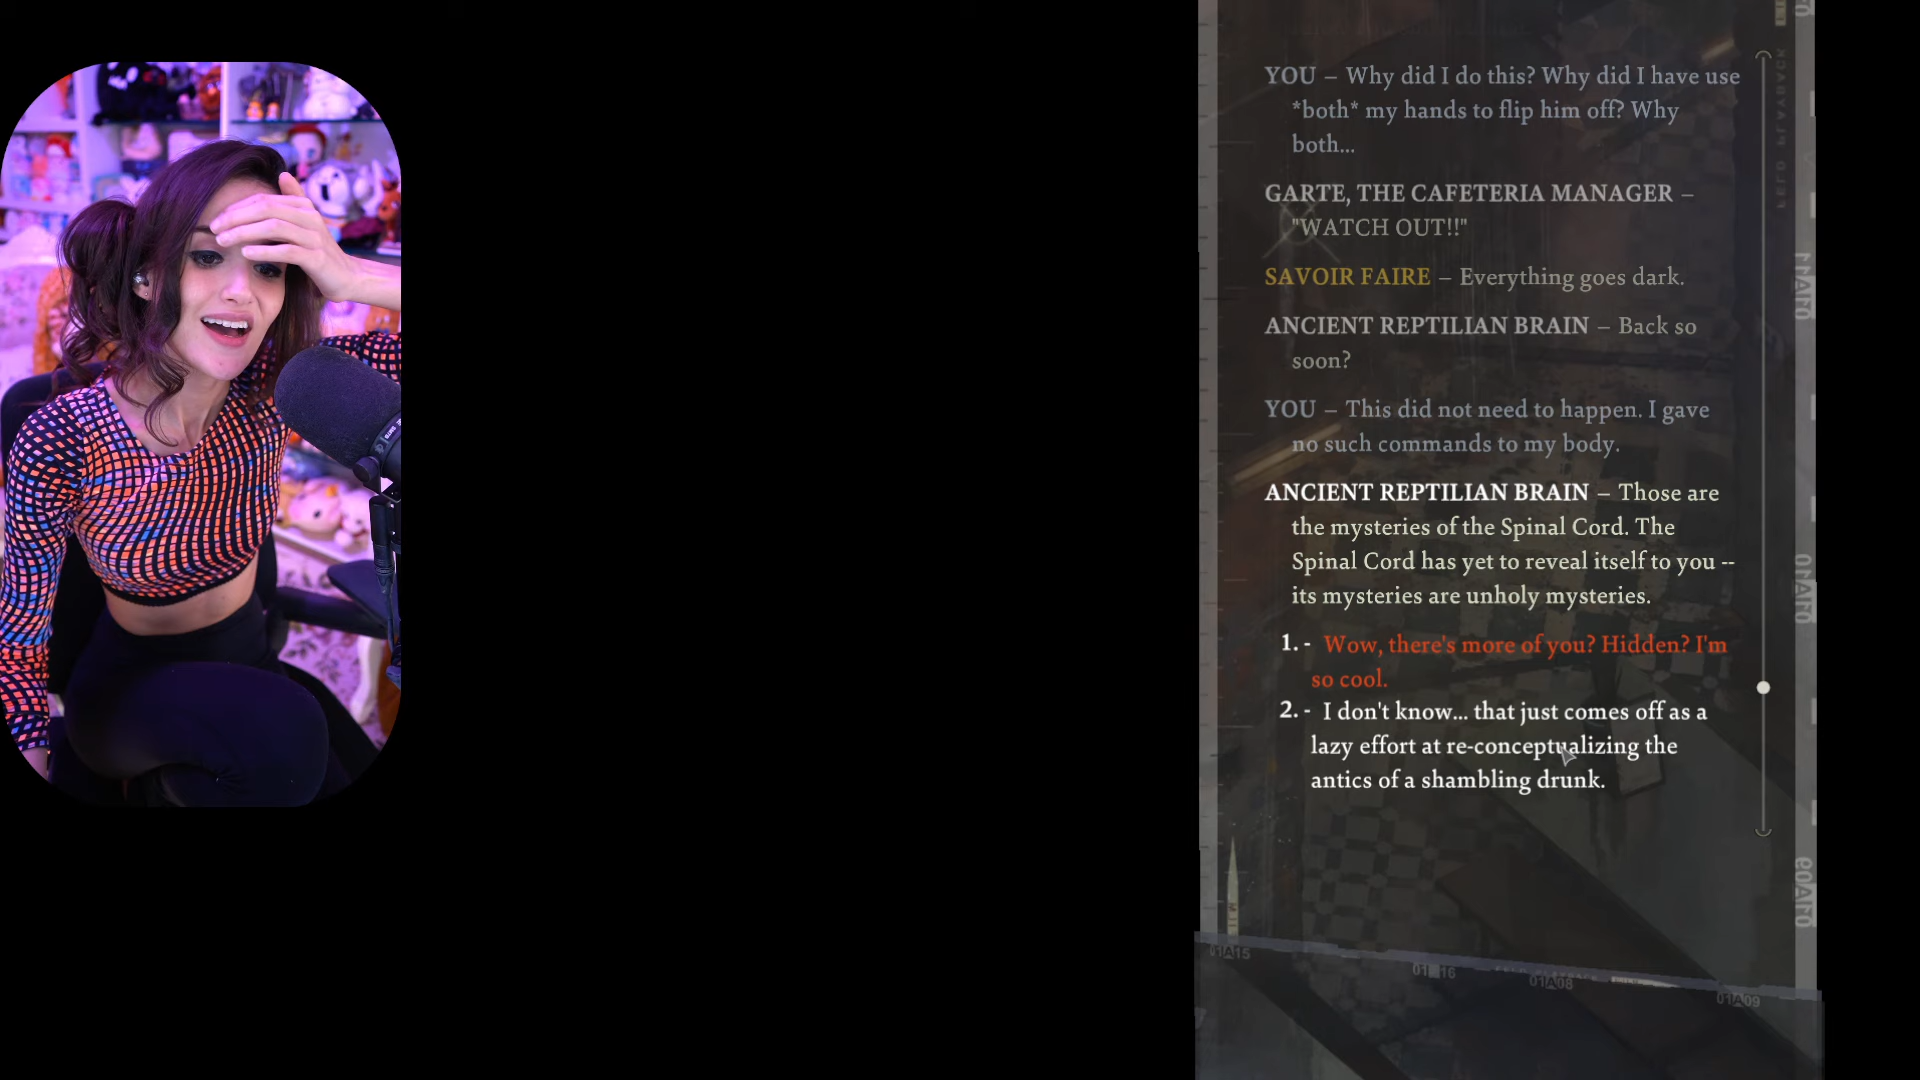 YOU – Why did I do this? Why did I have use
*both* my hands to flip him off? Why
both...
GARTE, THE CAFETERIA MANAGER –
"WATCH OUT!!"
SAVOIR FAIRE – Everything goes dark.
ANCIENT REPTILIAN BRAIN – Back so
soon?
YOU – This did not need to happen. I gave
no such commands to my body.
ANCIENT REPTILIAN BRAIN – Those are
the mysteries of the Spinal Cord. The
Spinal Cord has yet to reveal itself to you --
its mysteries are unholy mysteries.
1. - Wow, there's more of you? Hidden? I'm
so cool.
2. - I don't know... that just comes off as a
lazy effort at re-conceptualizing the
antics of a shambling drunk.
01A15
01A16
01A08
01A09